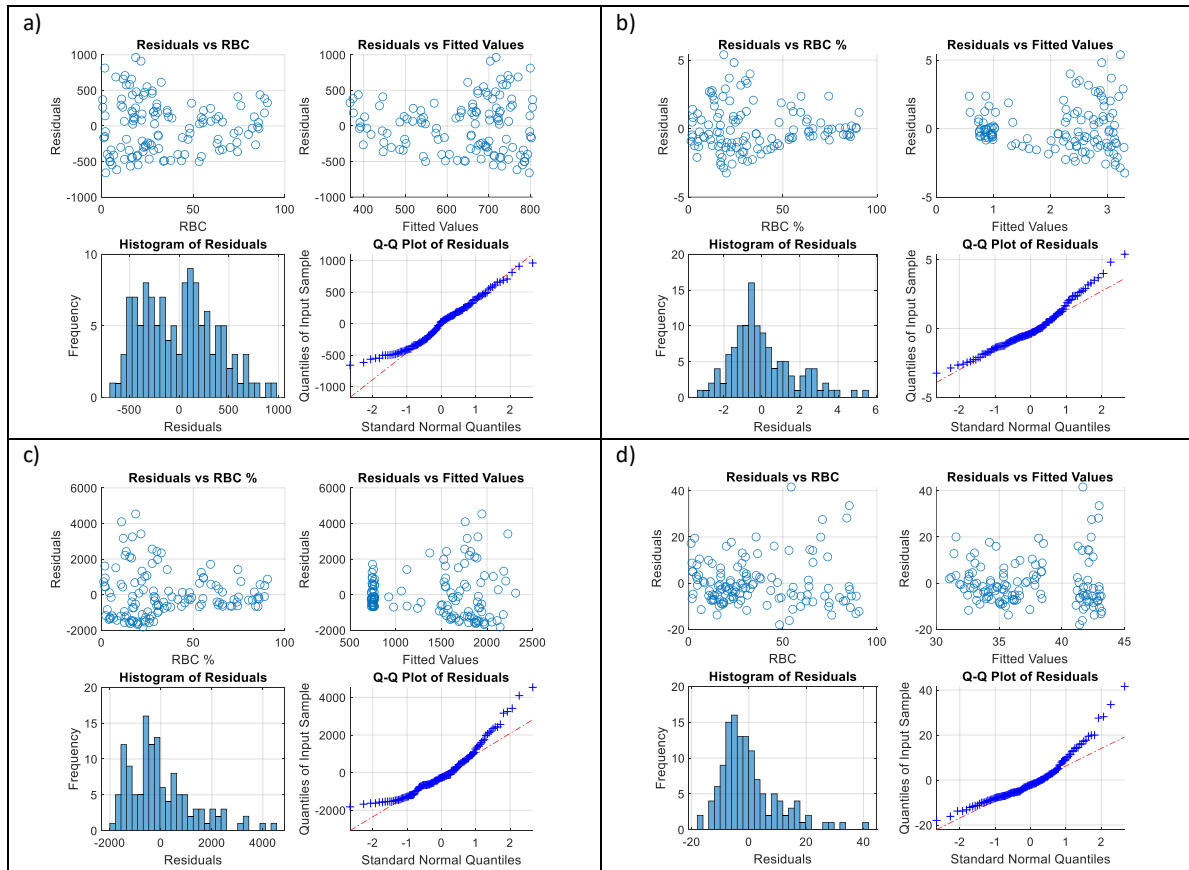 a)
Residuals vs RBC
Residuals vs Fitted Values
1000
500
0
-500
-1000
Residuals
0
50
100
RBC
1000
500
0
-500
-1000
Residuals
400
500
600
700
800
Fitted Values
Histogram of Residuals
Q-Q Plot of Residuals
10
5
0
Frequency
-500
0
500
1000
Residuals
1000
500
0
-500
-1000
Quantiles of Input Sample
-2
-1
0
1
2
Standard Normal Quantiles
b)
Residuals vs RBC %
Residuals vs Fitted Values
5
0
-5
Residuals
0
50
100
RBC %
5
0
-5
Residuals
0
1
2
3
Fitted Values
Histogram of Residuals
Q-Q Plot of Residuals
20
15
10
5
0
Frequency
-2
0
2
4
6
Residuals
5
0
-5
Quantiles of Input Sample
-2
-1
0
1
2
Standard Normal Quantiles
c)
Residuals vs RBC %
Residuals vs Fitted Values
6000
4000
2000
0
-2000
Residuals
0
50
100
RBC %
6000
4000
2000
0
-2000
Residuals
500
1000
1500
2000
2500
Fitted Values
Histogram of Residuals
Q-Q Plot of Residuals
20
15
10
5
0
Frequency
-2000
0
2000
4000
Residuals
4000
2000
0
-2000
Quantiles of Input Sample
-2
-1
0
1
2
Standard Normal Quantiles
d)
Residuals vs RBC
Residuals vs Fitted Values
40
20
0
-20
Residuals
0
50
100
RBC
40
20
0
-20
Residuals
30
35
40
45
Fitted Values
Histogram of Residuals
Q-Q Plot of Residuals
20
15
10
5
0
Frequency
-20
0
20
40
Residuals
40
20
0
-20
Quantiles of Input Sample
-2
-1
0
1
2
Standard Normal Quantiles